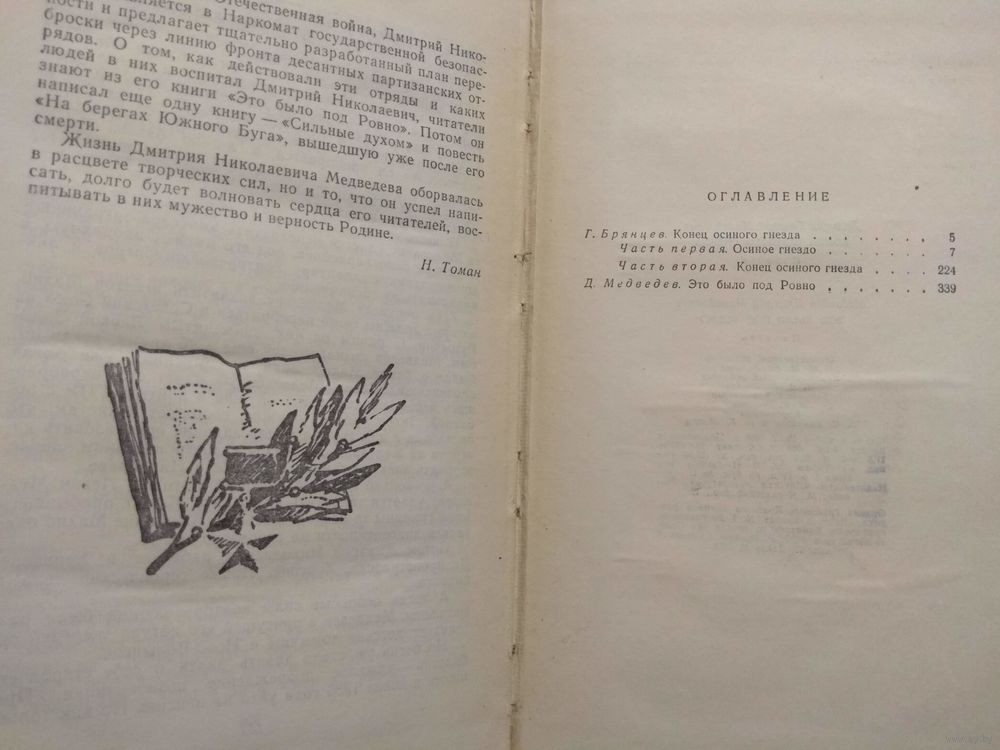 Отечественная война, Дмитрий Нико-
является в Наркомат государственной безопас-
ности и предлагает тщательно разработанный план пере-
броски через линию фронта десантных партизанских от-
рядов. О том, как действовали эти отряды и каких
людей в них воспитал Дмитрий Николаевич, читатели
узнают из его книги «Это было под Ровно». Потом он
написал еще одну книгу — «Сильные духом» и повесть
«На берегах Южного Буга», вышедшую уже после его
смерти.
Жизнь Дмитрия Николаевича Медведева оборвалась
в расцвете творческих сил, но и то, что он успел напи-
сать, долго будет волновать сердца его читателей, вос-
питывать в них мужество и верность Родине.
Н. Томан
ОГЛАВЛЕНИЕ
Г. Брянцев. Конец осиного гнезда . . . . . . . . 5
Часть первая. Осиное гнездо . . . . . . . 7
Часть вторая. Конец осиного гнезда . . . . 224
Д. Медведев. Это было под Ровно . . . . . . . 339